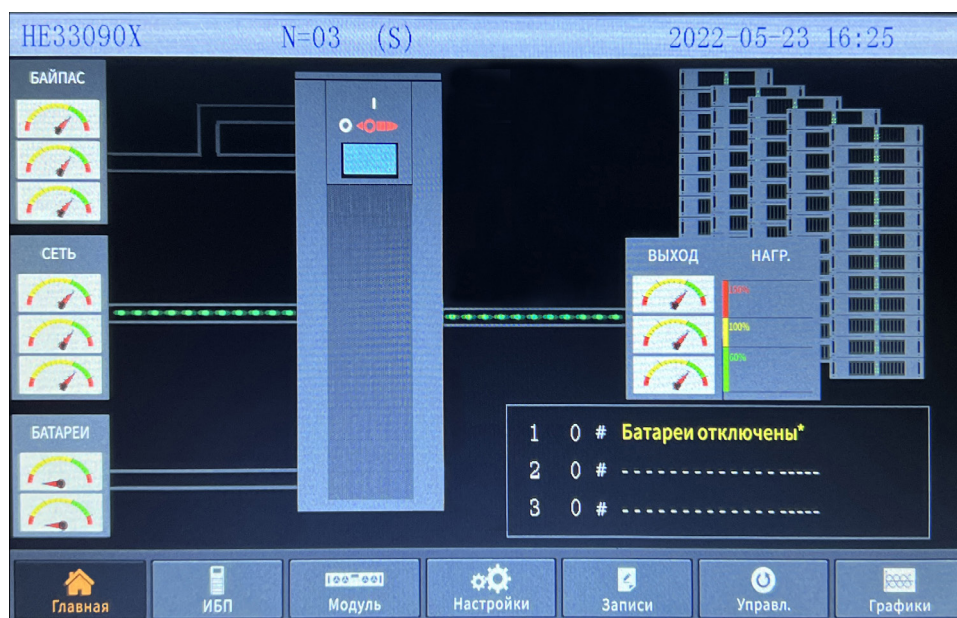 HE33090X N=03 (S) 2022-05-23 16:25
БАЙПАС
СЕТЬ
БАТАРЕИ
ВЫХОД НАГР.
100%
60%
1 0 # Батареи отключены*
2 0 # - - - - - - - - - - - - - - - - - -
3 0 # - - - - - - - - - - - - - - - - - -
Главная ИБП Модуль Настройки Записи Управл. Графики